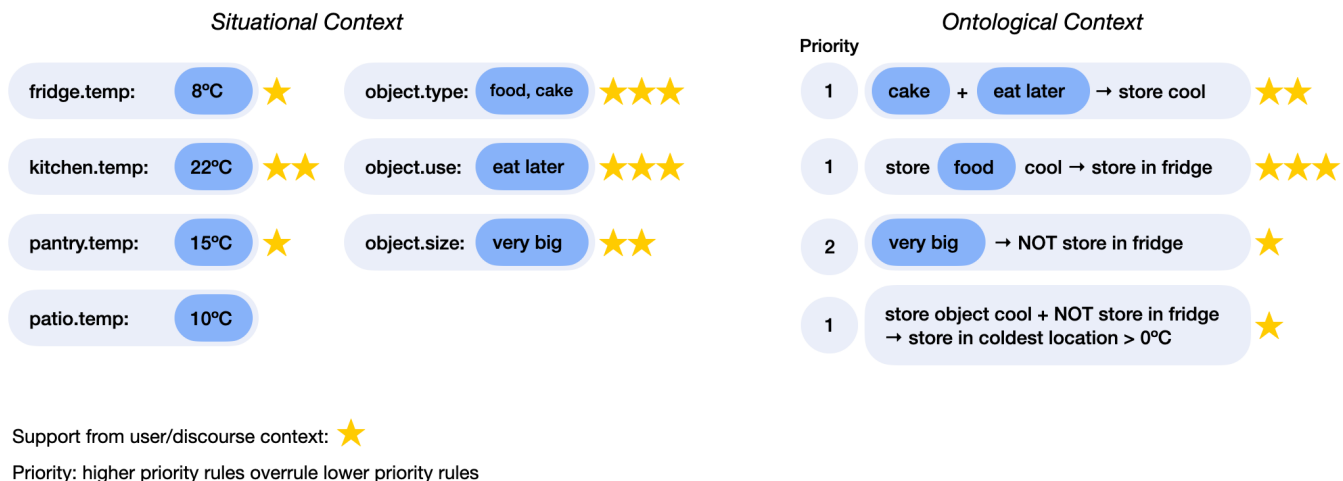 Situational Context
fridge.temp: 8ºC
object.type: food, cake
kitchen.temp: 22ºC
object.use: eat later
pantry.temp: 15ºC
object.size: very big
patio.temp: 10ºC
Ontological Context
Priority
1 cake + eat later → store cool
1 store food cool → store in fridge
2 very big → NOT store in fridge
1 store object cool + NOT store in fridge
→ store in coldest location > 0ºC
Support from user/discourse context:
Priority: higher priority rules overrule lower priority rules